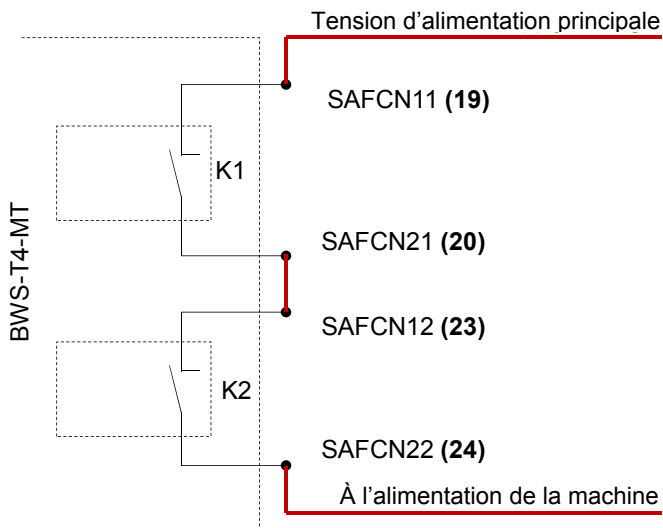 Tension d’alimentation principale
SAFCN11 (19)
K1
SAFCN21 (20)
BWS-T4-MT
SAFCN12 (23)
K2
SAFCN22 (24)
À l’alimentation de la machine